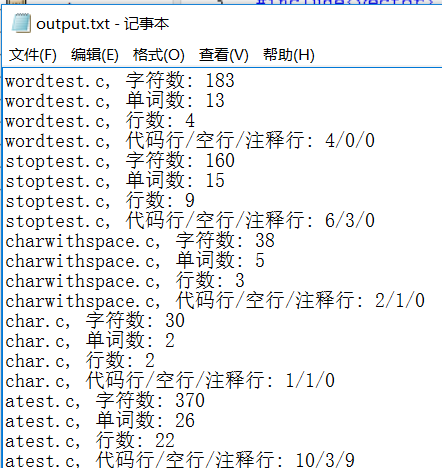 #include<vector>
output.txt - 记事本
文件(F) 编辑(E) 格式(O) 查看(V) 帮助(H)
wordtest.c, 字符数: 183
wordtest.c, 单词数: 13
wordtest.c, 行数: 4
wordtest.c, 代码行/空行/注释行: 4/0/0
stoptest.c, 字符数: 160
stoptest.c, 单词数: 15
stoptest.c, 行数: 9
stoptest.c, 代码行/空行/注释行: 6/3/0
charwithspace.c, 字符数: 38
charwithspace.c, 单词数: 5
charwithspace.c, 行数: 3
charwithspace.c, 代码行/空行/注释行: 2/1/0
char.c, 字符数: 30
char.c, 单词数: 2
char.c, 行数: 2
char.c, 代码行/空行/注释行: 1/1/0
atest.c, 字符数: 370
atest.c, 单词数: 26
atest.c, 行数: 22
atest.c, 代码行/空行/注释行: 10/3/9